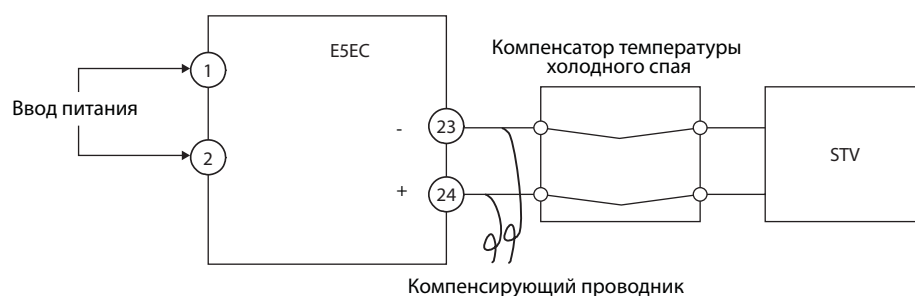 E5EC
Компенсатор температуры
холодного спая
1
Ввод питания
2
-
23
+
24
STV
Компенсирующий проводник